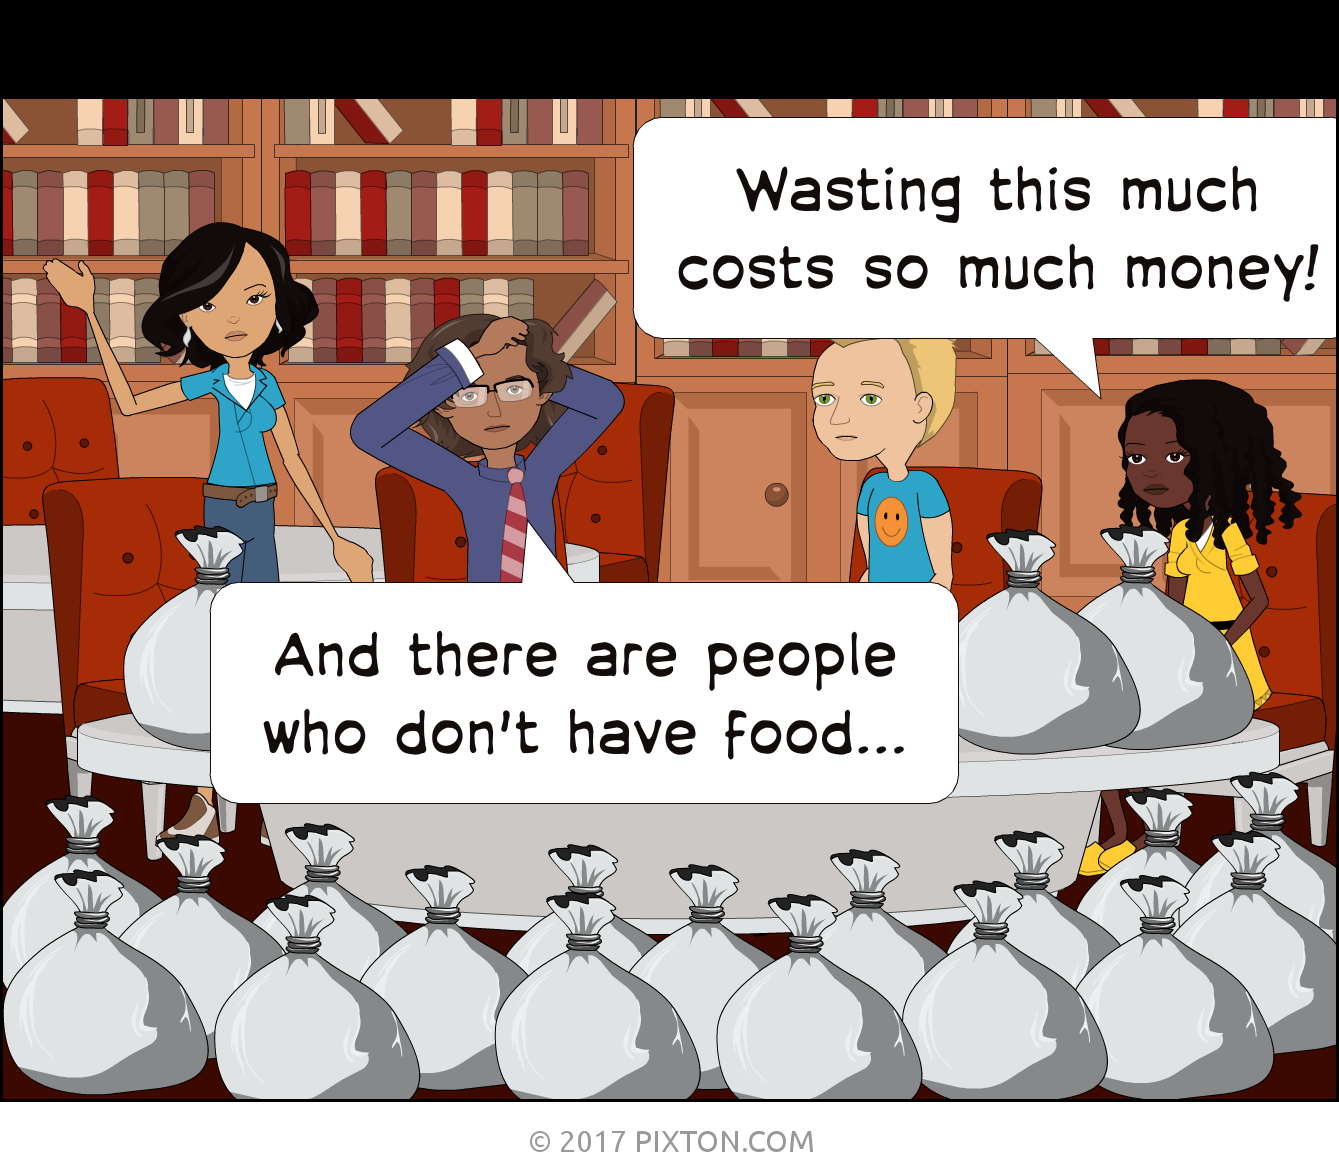 Wasting this much
costs so much money!
And there are people
who don't have food...
© 2017 PIXTON.COM